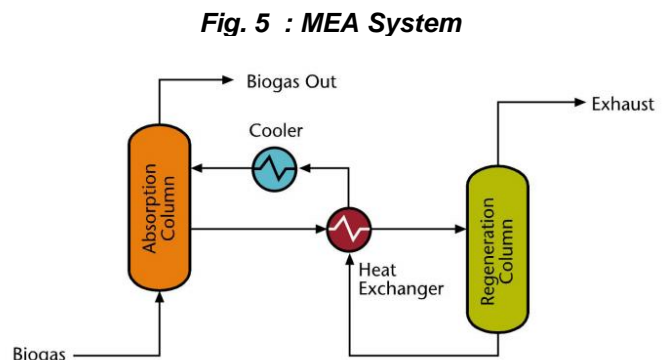 Fig. 5 : MEA System
Biogas Out
Exhaust
Cooler
Absorption
Column
Regeneration
Column
Heat
Exchanger
Biogas